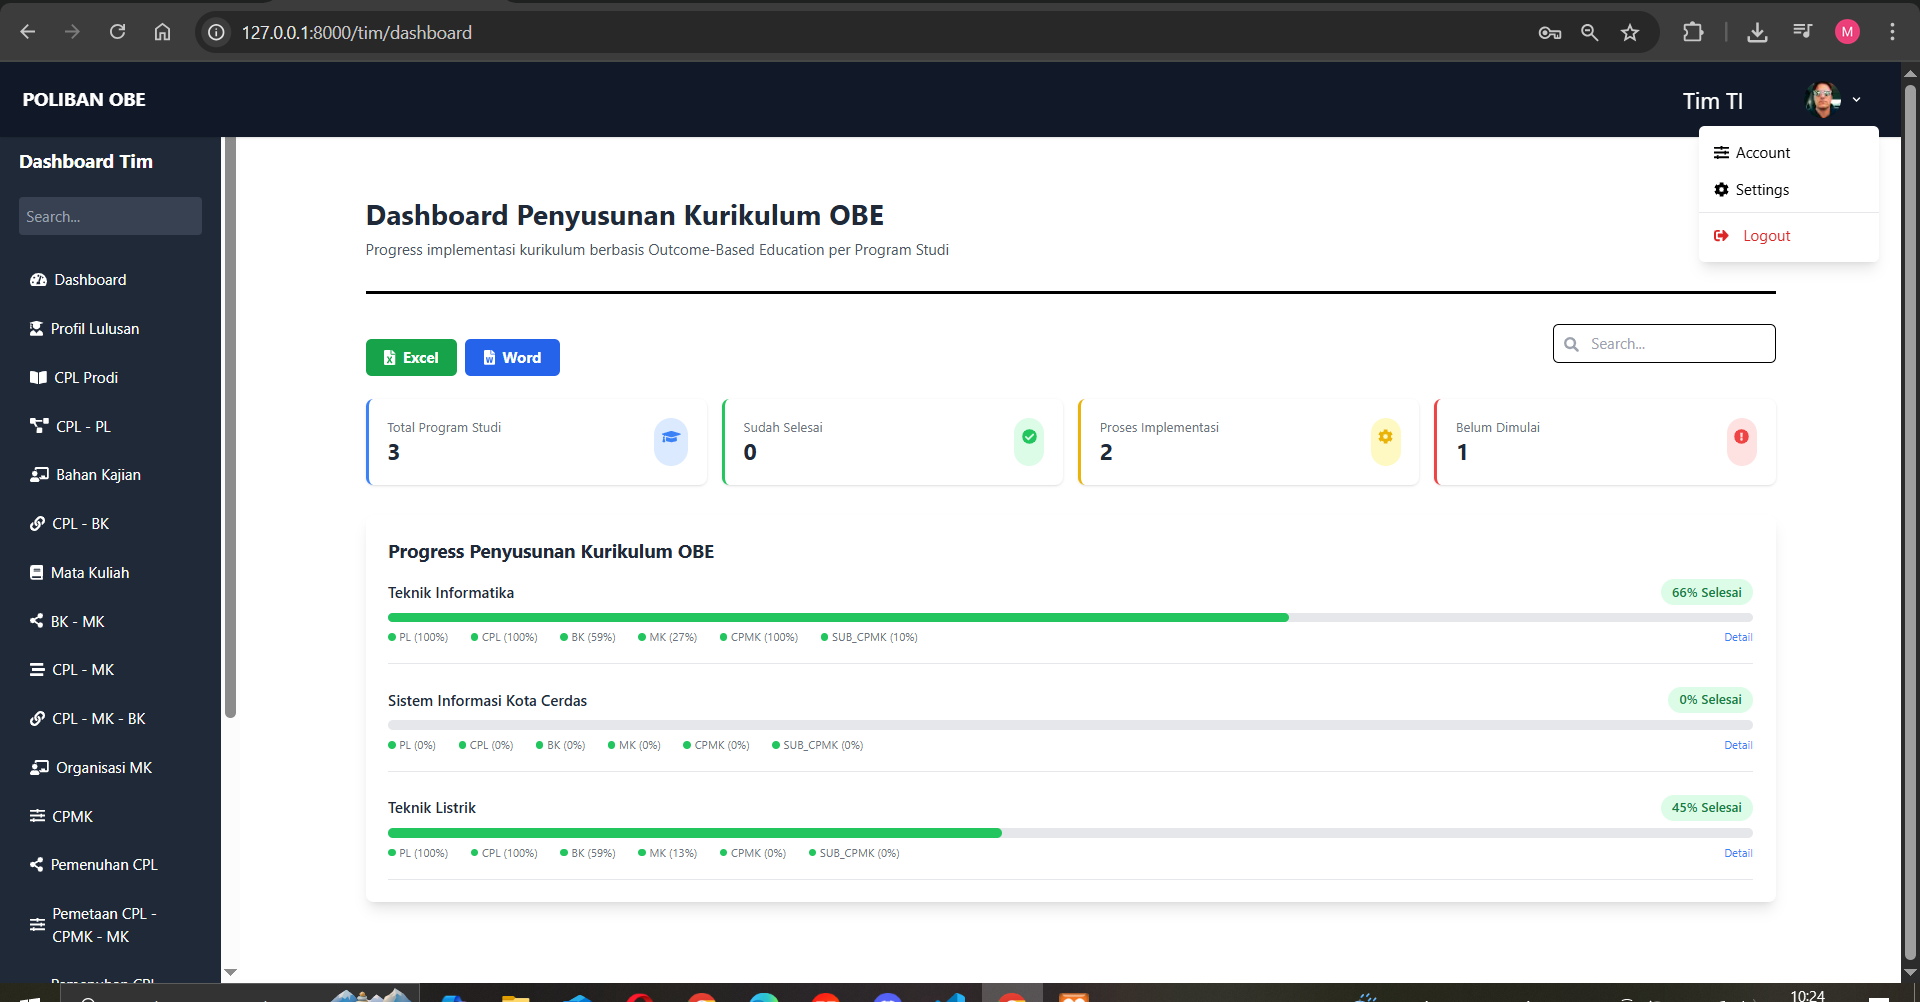 127.0.0.1:8000/tim/dashboard
M
POLIBAN OBE
Tim TI
Account
Settings
Logout
Dashboard Tim
Search...
Dashboard
Profil Lulusan
CPL Prodi
CPL - PL
Bahan Kajian
CPL - BK
Mata Kuliah
BK - MK
CPL - MK
CPL - MK - BK
Organisasi MK
CPMK
Pemenuhan CPL
Pemetaan CPL -
CPMK - MK
Pemenuhan CPL
Dashboard Penyusunan Kurikulum OBE
Progress implementasi kurikulum berbasis Outcome-Based Education per Program Studi
Excel
Word
Search...
Total Program Studi
3
Sudah Selesai
0
Proses Implementasi
2
Belum Dimulai
1
Progress Penyusunan Kurikulum OBE
Teknik Informatika
66% Selesai
PL (100%) CPL (100%) BK (59%) MK (27%) CPMK (100%) SUB_CPMK (10%)
Detail
Sistem Informasi Kota Cerdas
0% Selesai
PL (0%) CPL (0%) BK (0%) MK (0%) CPMK (0%) SUB_CPMK (0%)
Detail
Teknik Listrik
45% Selesai
PL (100%) CPL (100%) BK (59%) MK (13%) CPMK (0%) SUB_CPMK (0%)
Detail
10:24